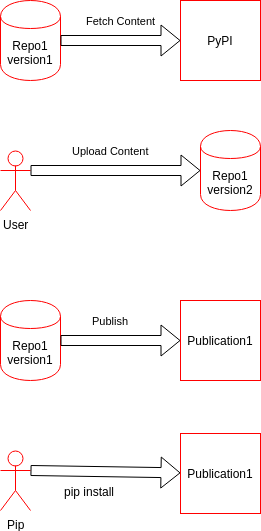 Fetch Content
Repo1
version1
PyPI
Upload Content
User
Repo1
version2
Publish
Repo1
version1
Publication1
Pip
pip install
Publication1